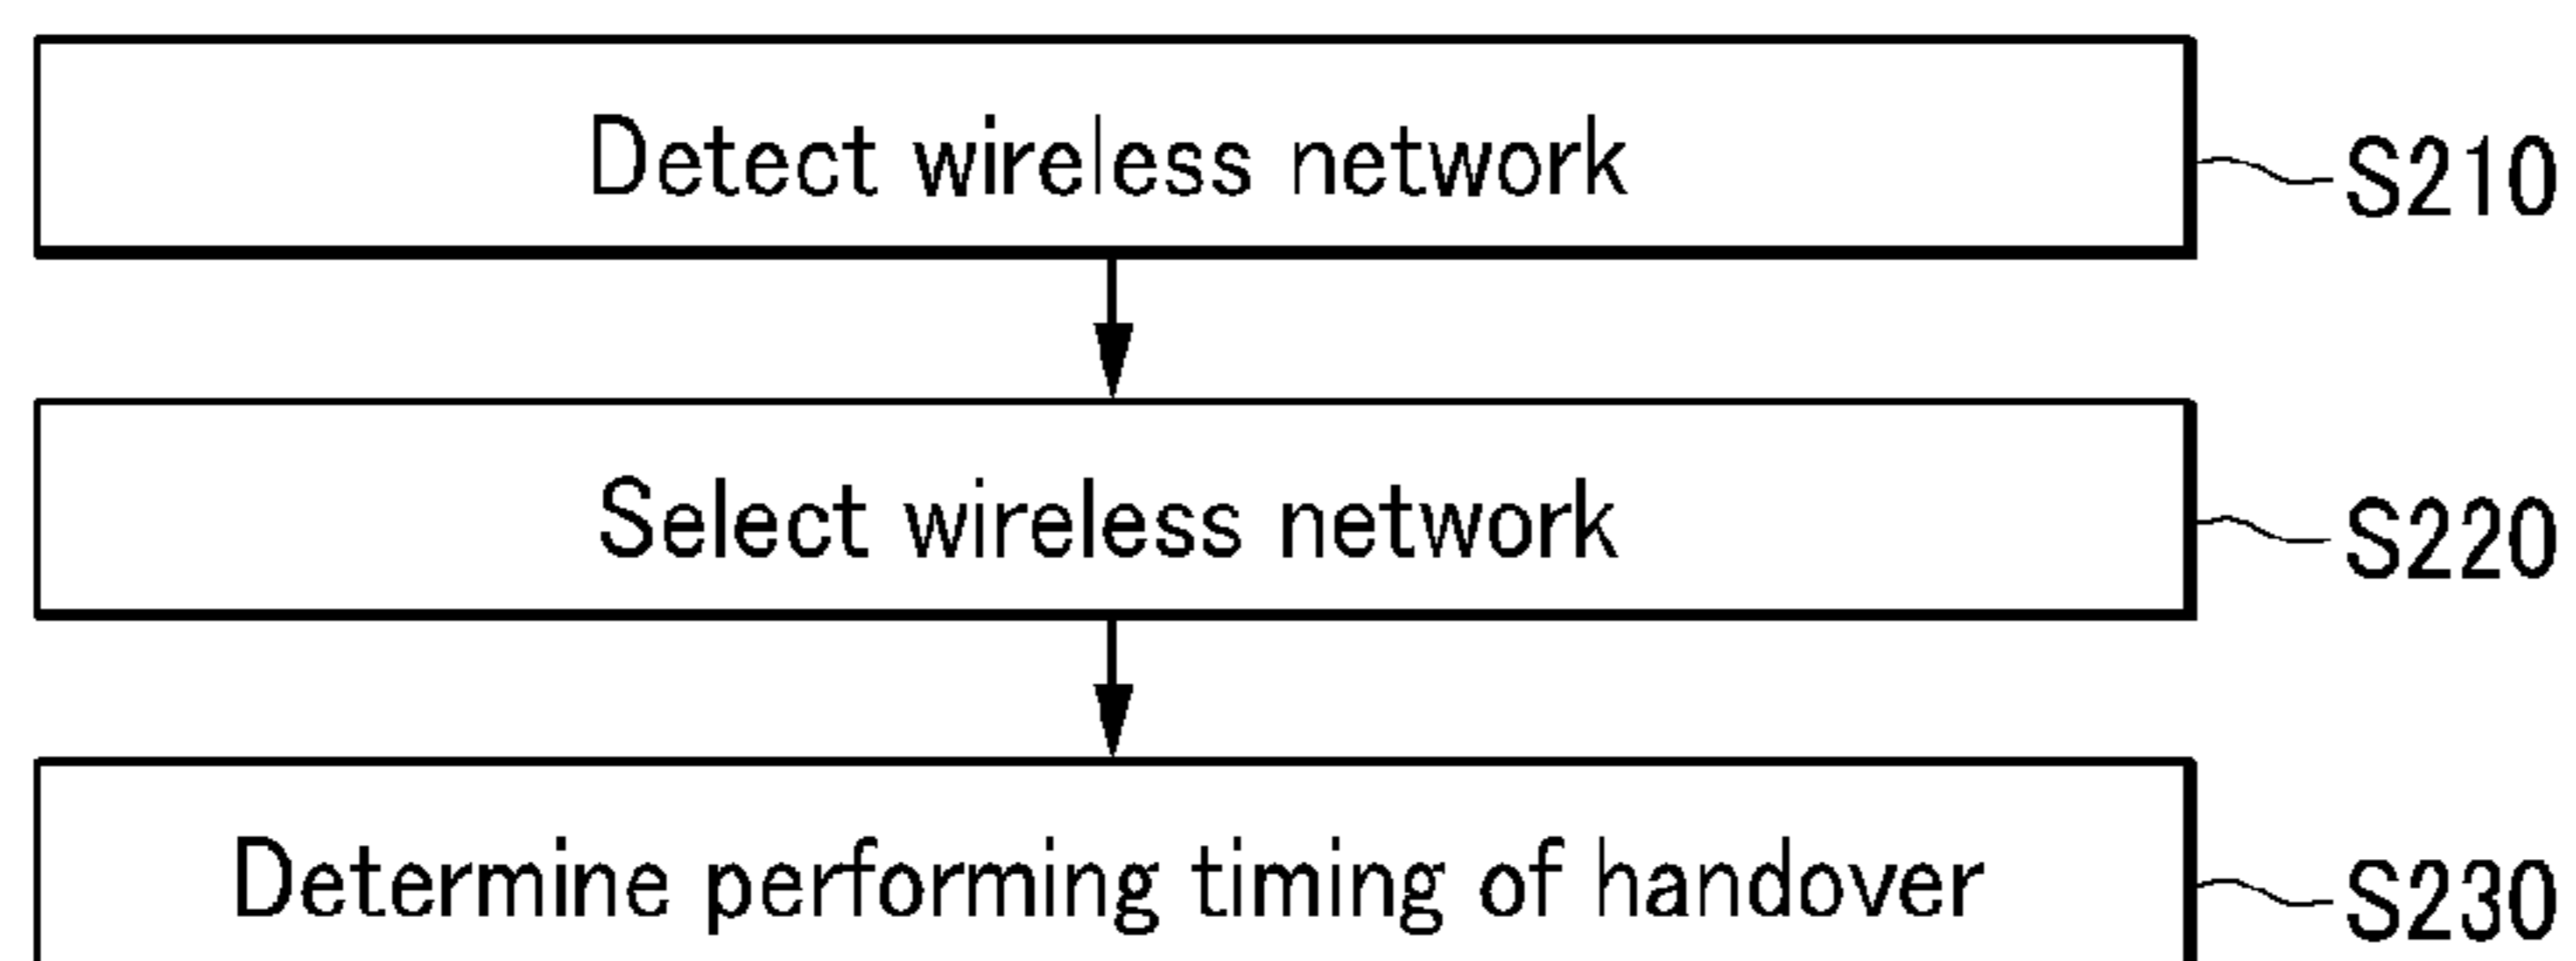 Detect wireless network
S210
Select wireless network
S220
Determine performing timing of handover
S230